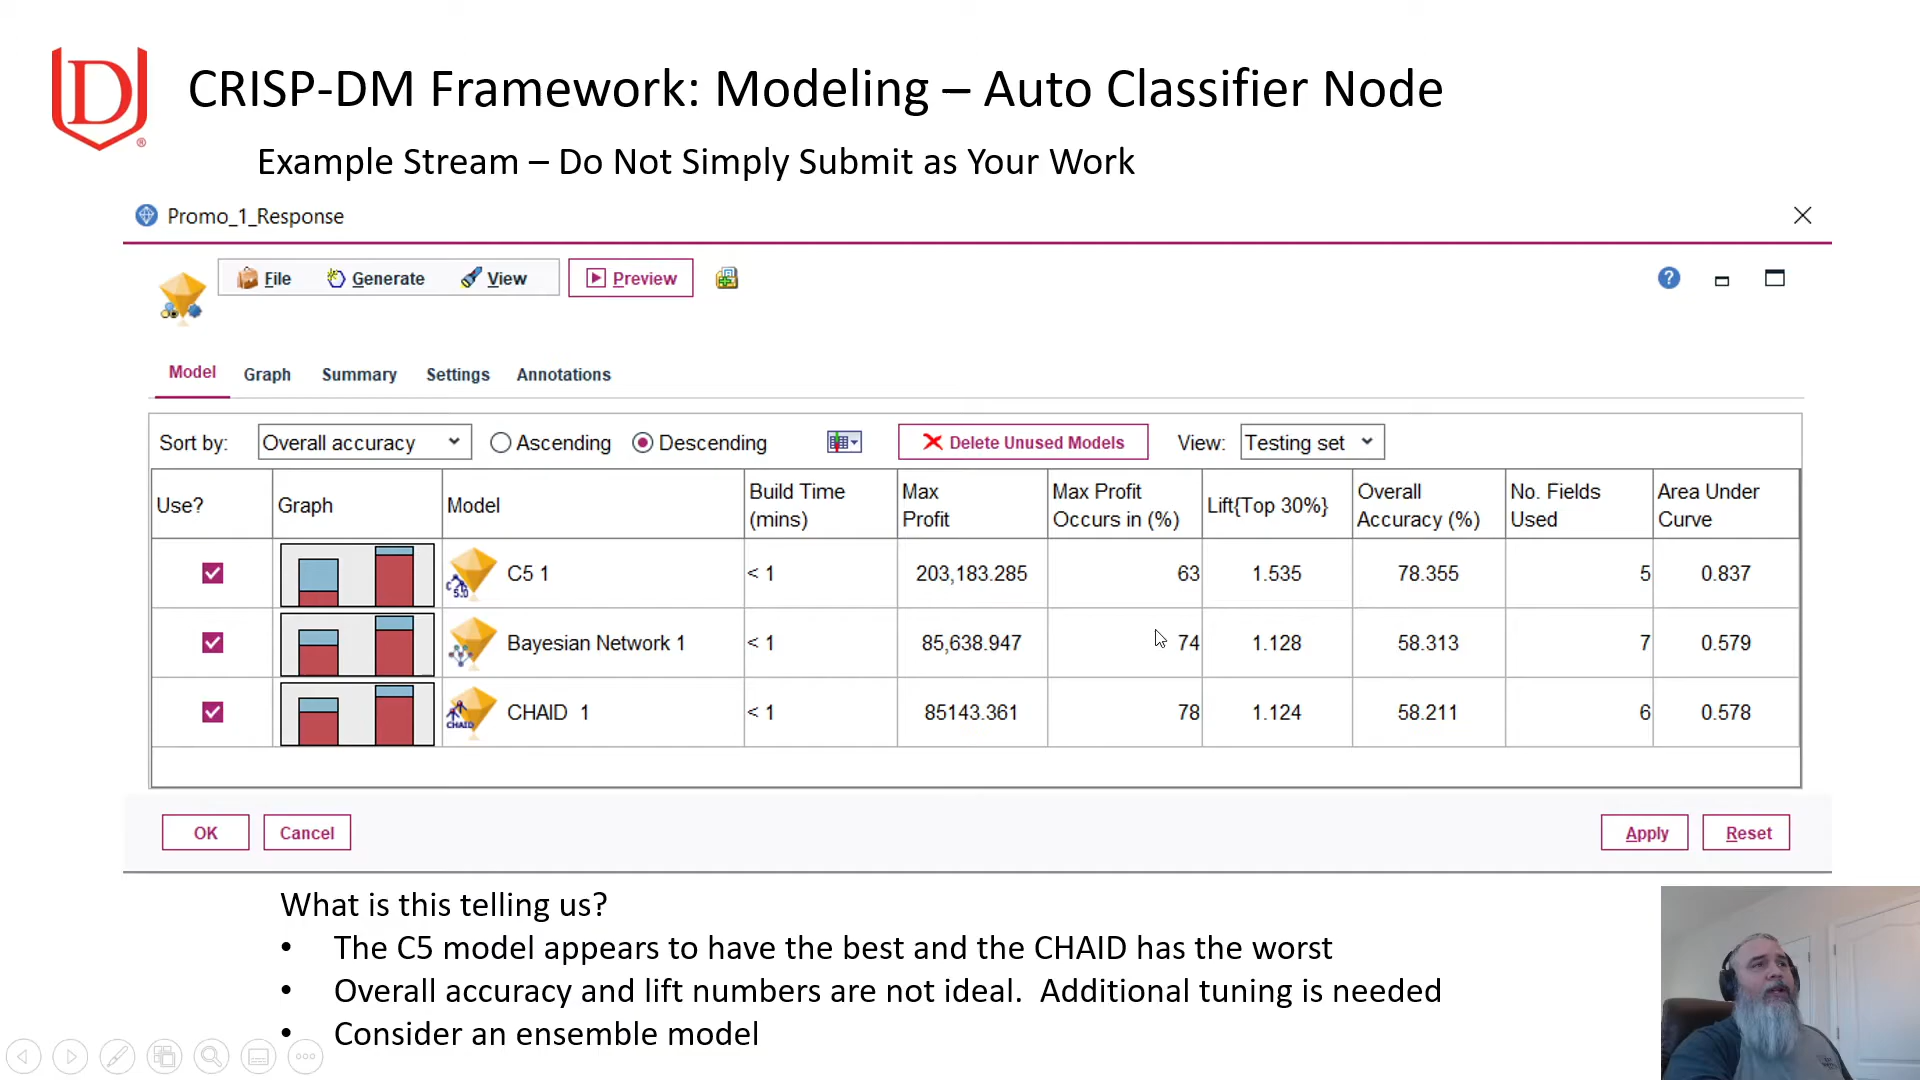 D
®
CRISP-DM Framework: Modeling – Auto Classifier Node
Example Stream – Do Not Simply Submit as Your Work
Promo_1_Response
File Generate View Preview
?
Model Graph Summary Settings Annotations
Sort by: Overall accuracy Ascending Descending Delete Unused Models View: Testing set
Use? Graph Model Build Time (mins) Max Profit Max Profit Occurs in (%) Lift{Top 30%} Overall Accuracy (%) No. Fields Used Area Under Curve
C5 1 < 1 203,183.285 63 1.535 78.355 5 0.837
Bayesian Network 1 < 1 85,638.947 74 1.128 58.313 7 0.579
CHAID 1 < 1 85143.361 78 1.124 58.211 6 0.578
OK Cancel Apply Reset
What is this telling us?
• The C5 model appears to have the best and the CHAID has the worst
• Overall accuracy and lift numbers are not ideal. Additional tuning is needed
• Consider an ensemble model